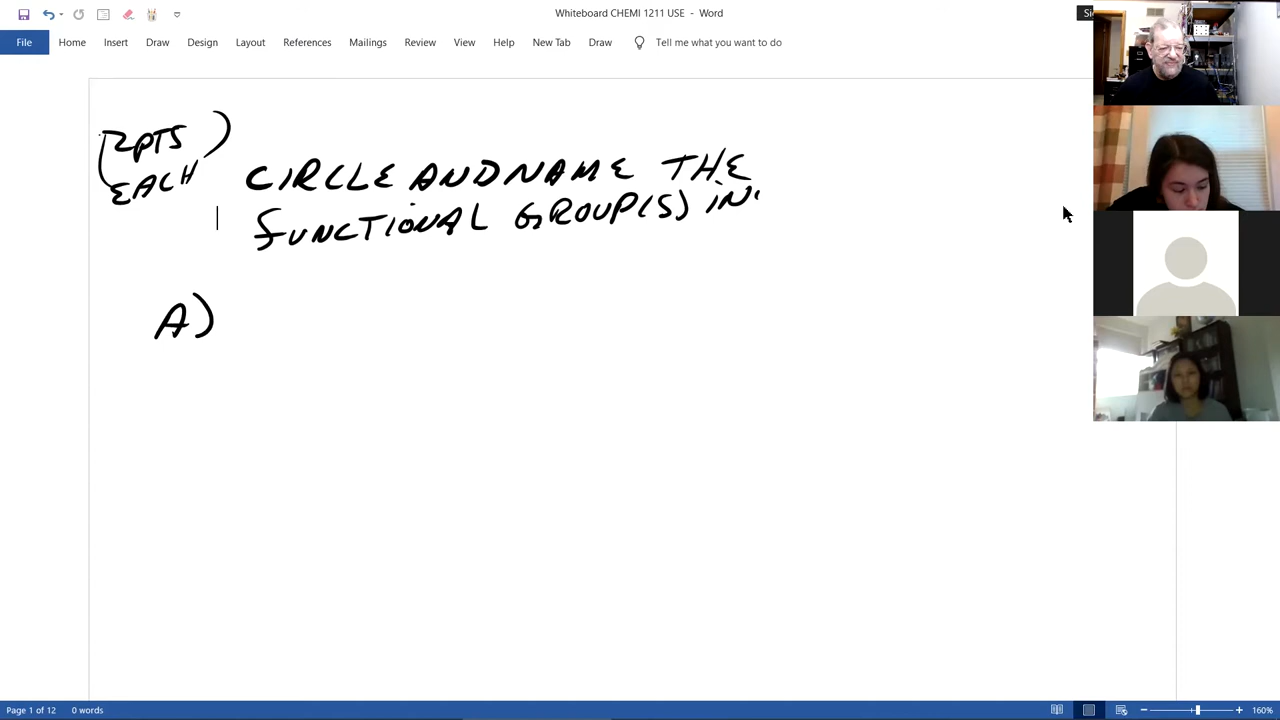 Whiteboard CHEMI 1211 USE - Word
File Home Insert Draw Design Layout References Mailings Review View Help New Tab Draw Tell me what you want to do
(2PTS EACH)
CIRCLE AND NAME THE
FUNCTIONAL GROUP(S) IN:
A)
Page 1 of 12 0 words 160%